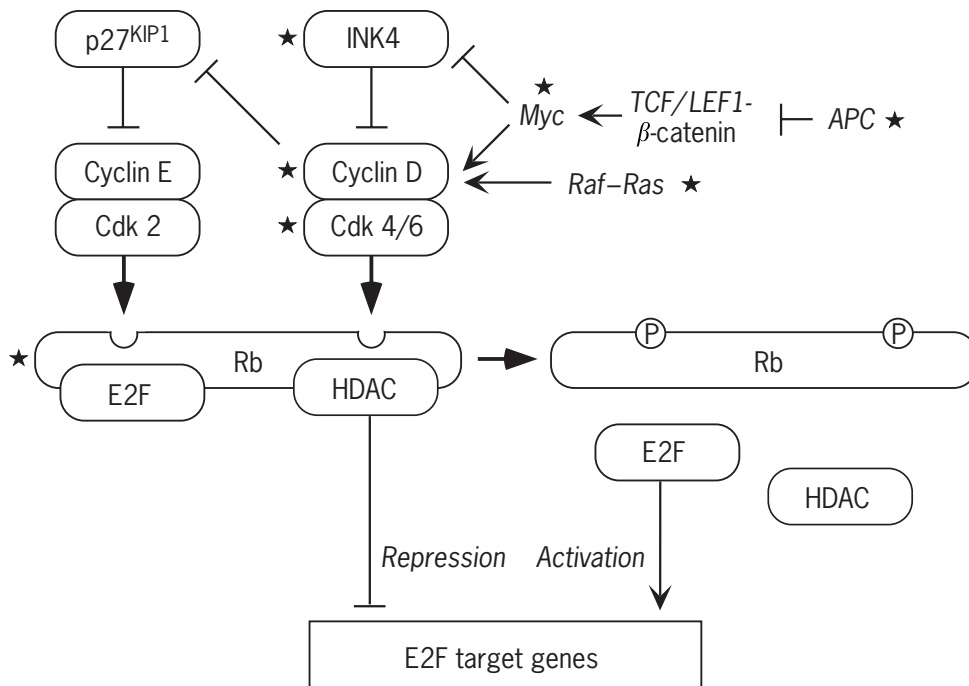 p27KIP1
INK4
Myc
TCF/LEF1-
β-catenin
APC
Cyclin E
Cyclin D
Raf–Ras
Cdk 2
Cdk 4/6
P
P
Rb
Rb
E2F
HDAC
E2F
HDAC
Repression
Activation
E2F target genes